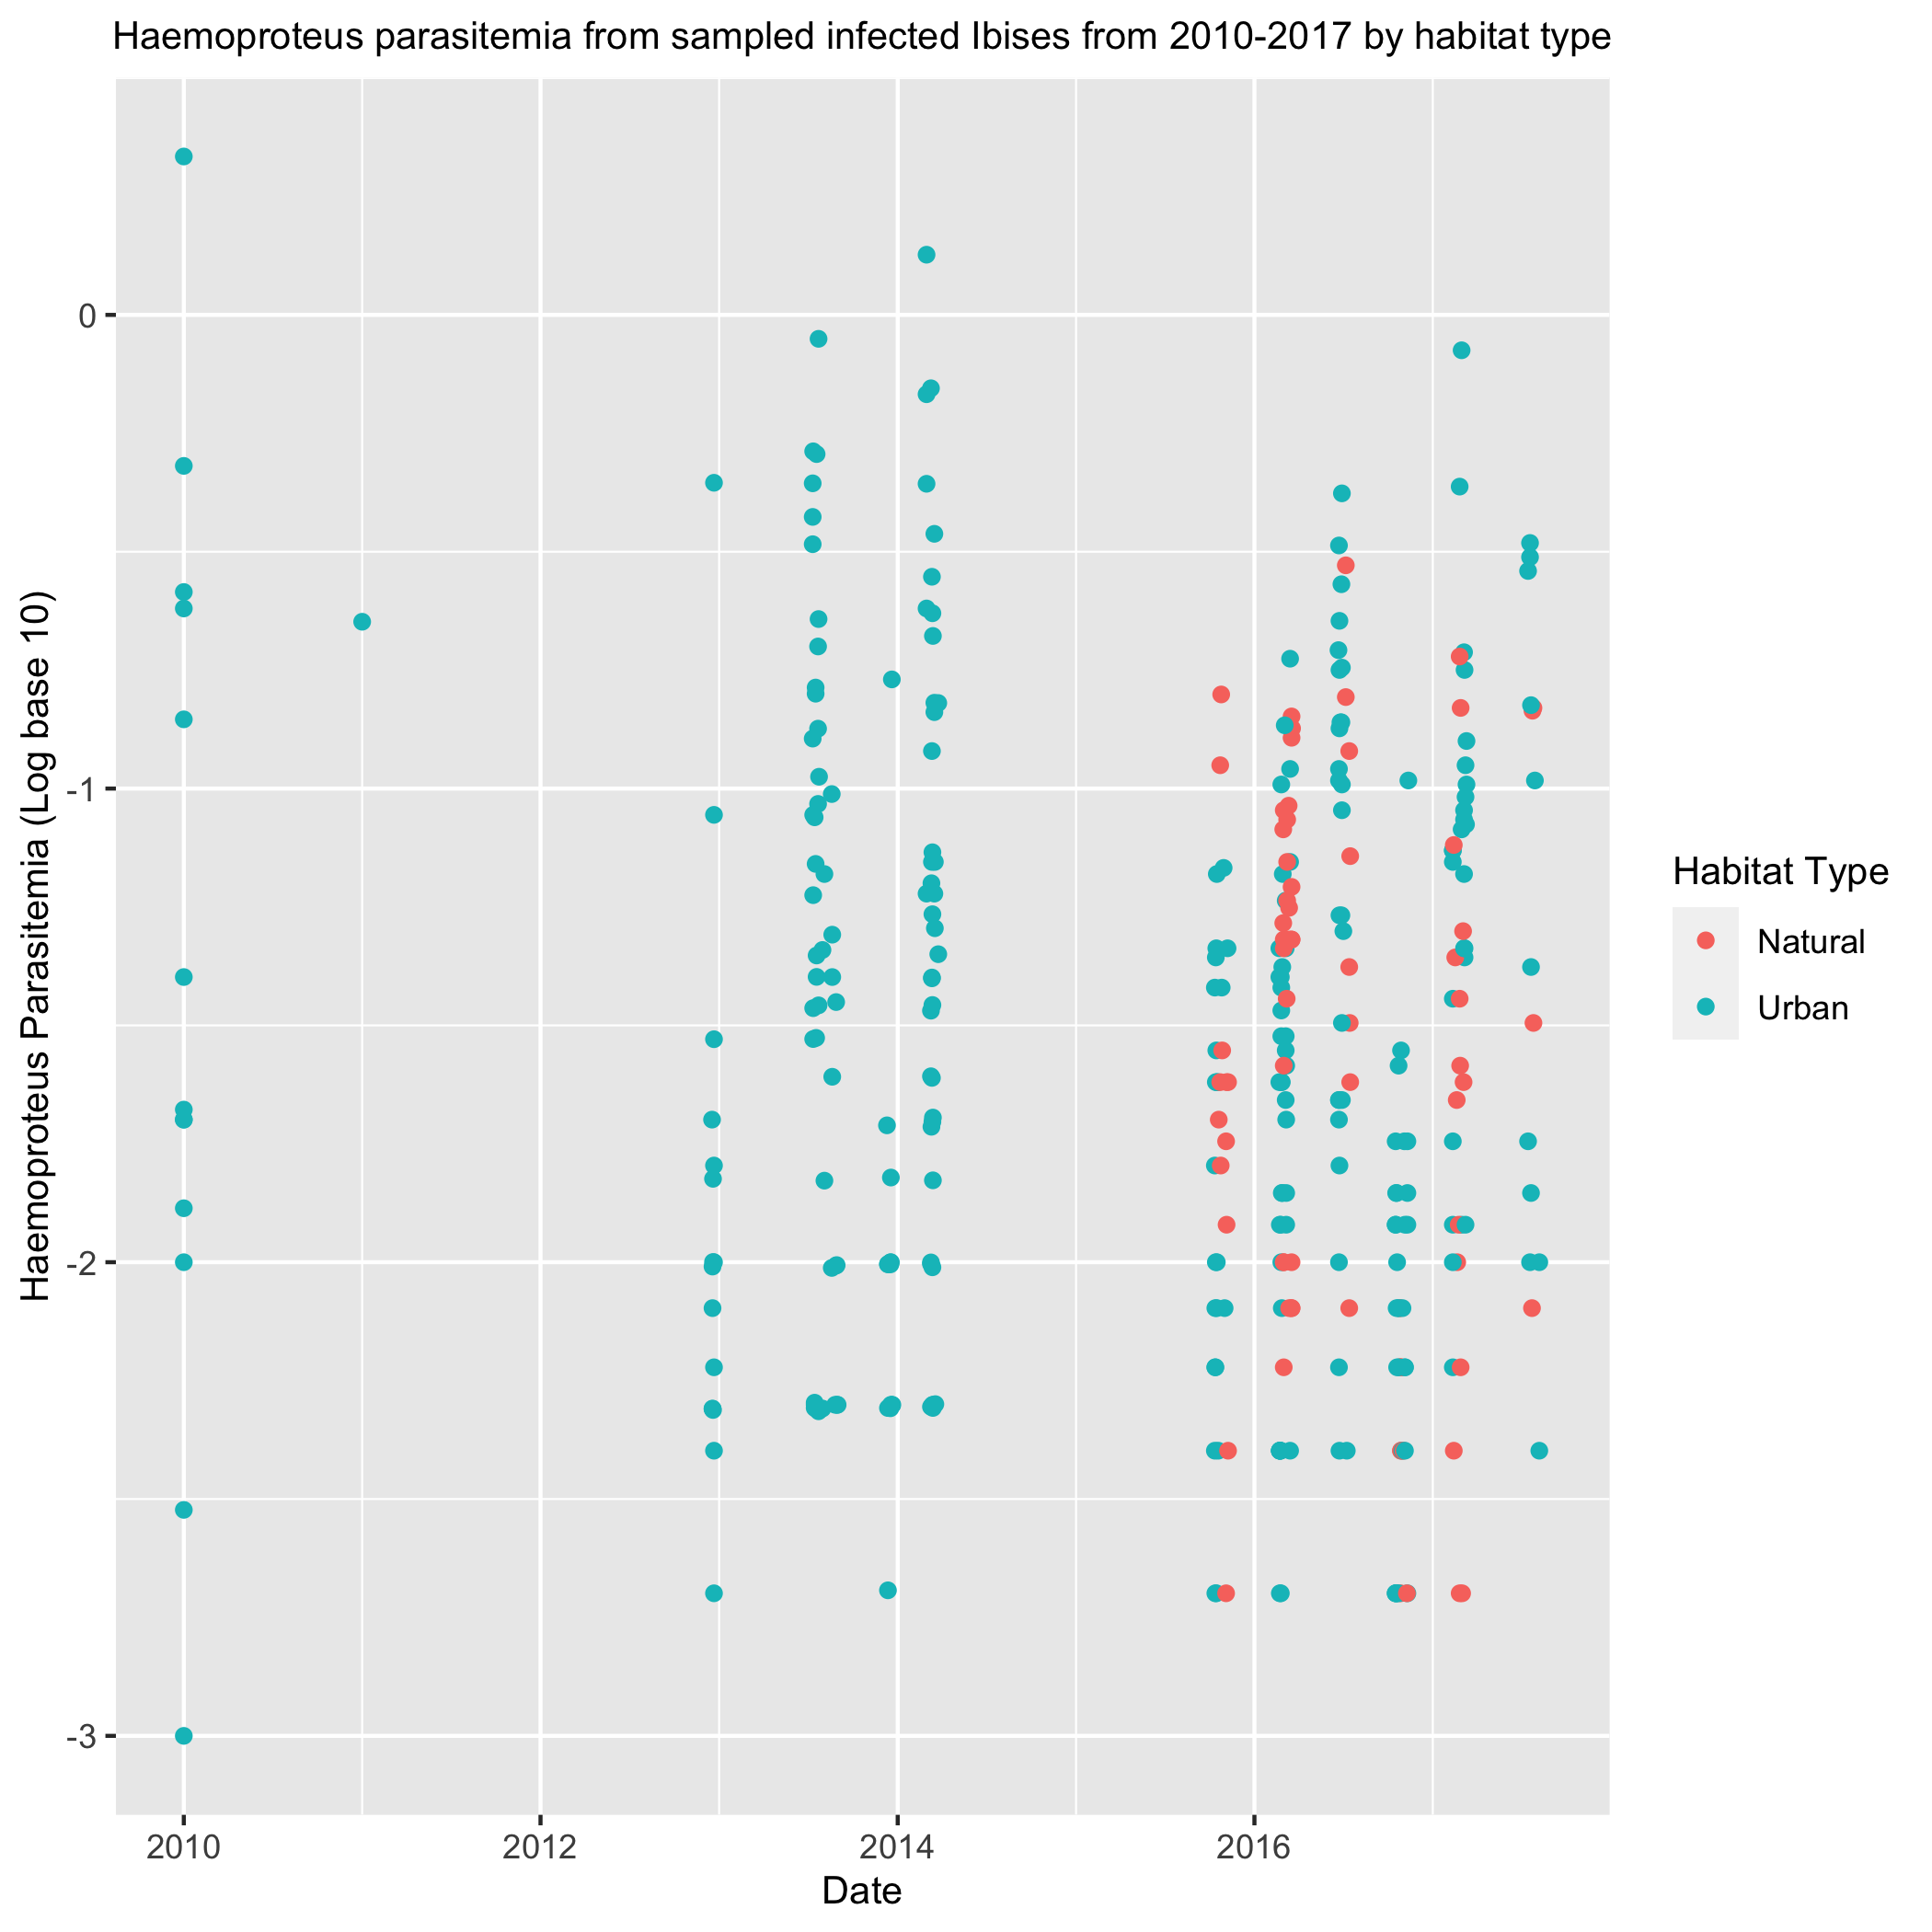 Haemoproteus parasitemia from sampled infected Ibises from 2010-2017 by habitat type
Haemoproteus Parasitemia (Log base 10)
0
-1
-2
-3
2010
2012
2014
2016
Date
Habitat Type
Natural
Urban